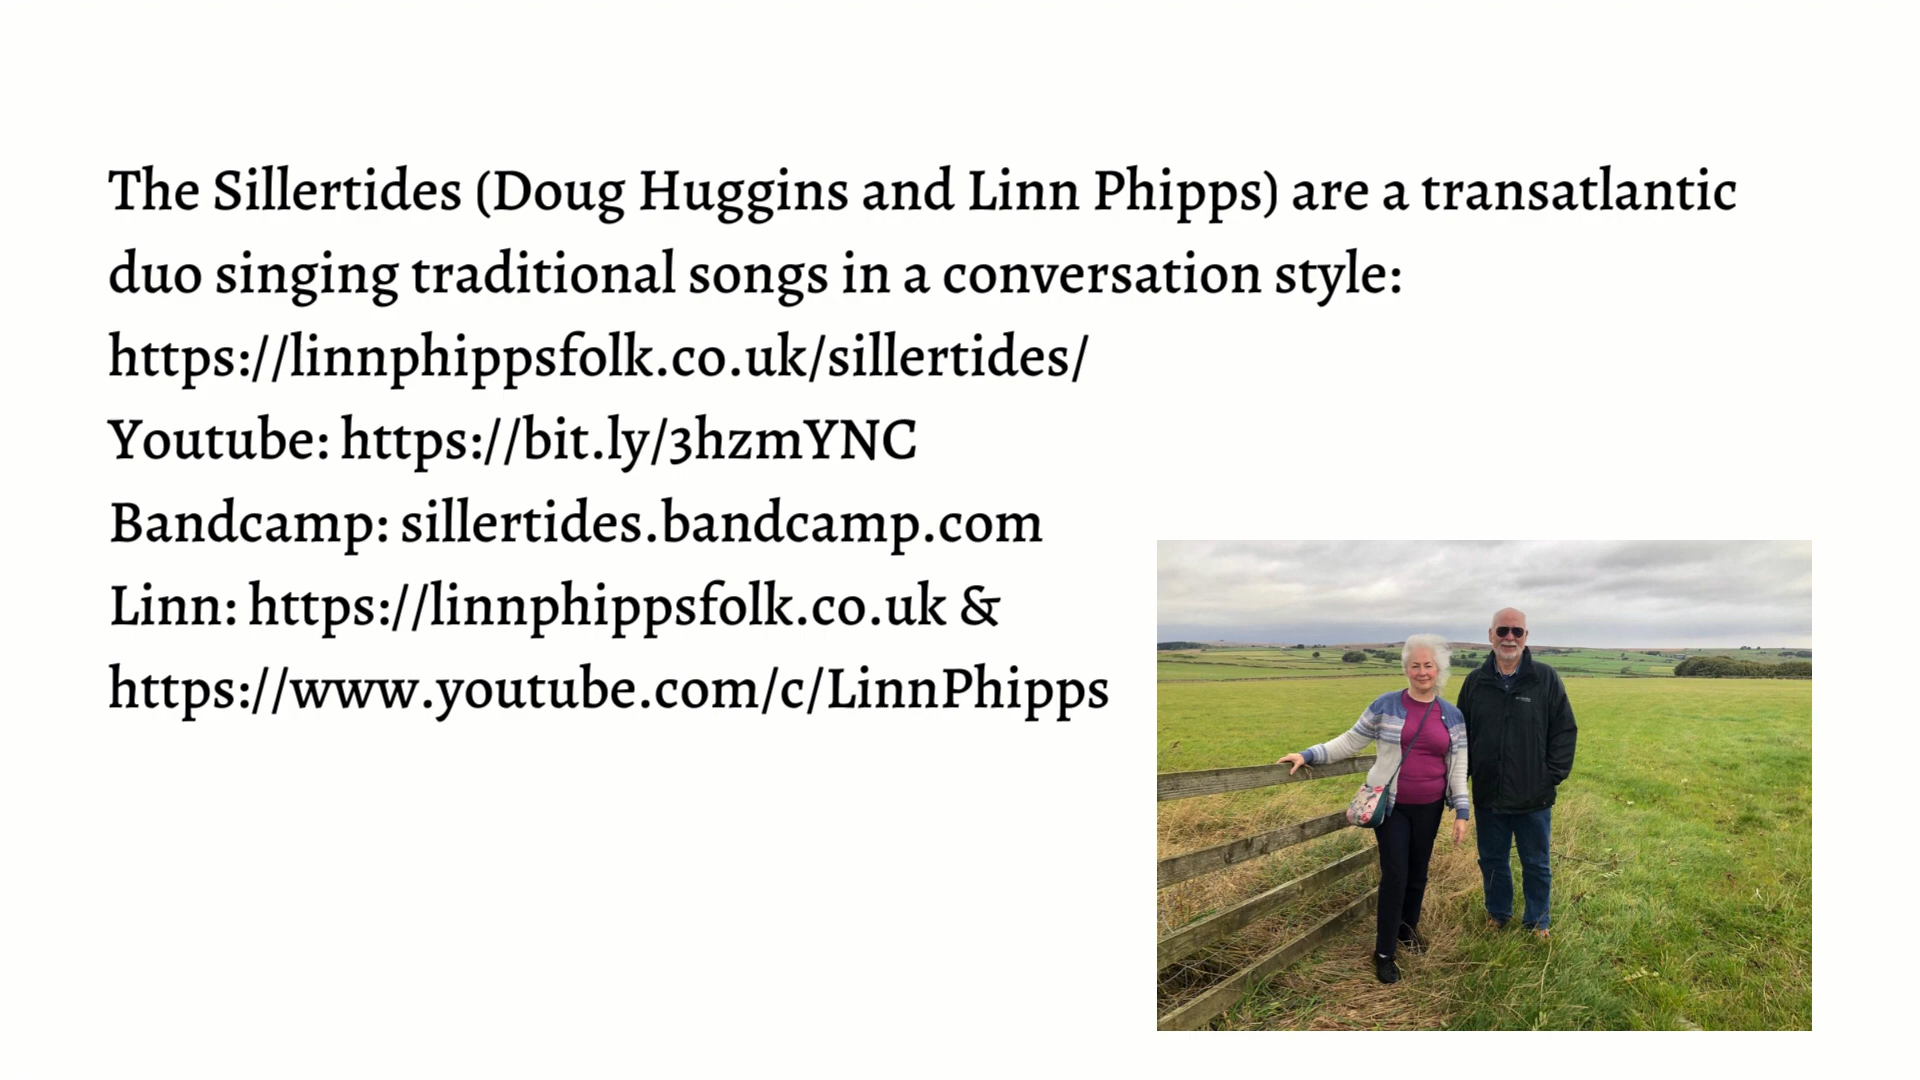 The Sillertides (Doug Huggins and Linn Phipps) are a transatlantic
duo singing traditional songs in a conversation style:
https://linnphippsfolk.co.uk/sillertides/
Youtube: https://bit.ly/3hzmYNC
Bandcamp: sillertides.bandcamp.com
Linn: https://linnphippsfolk.co.uk &
https://www.youtube.com/c/LinnPhipps